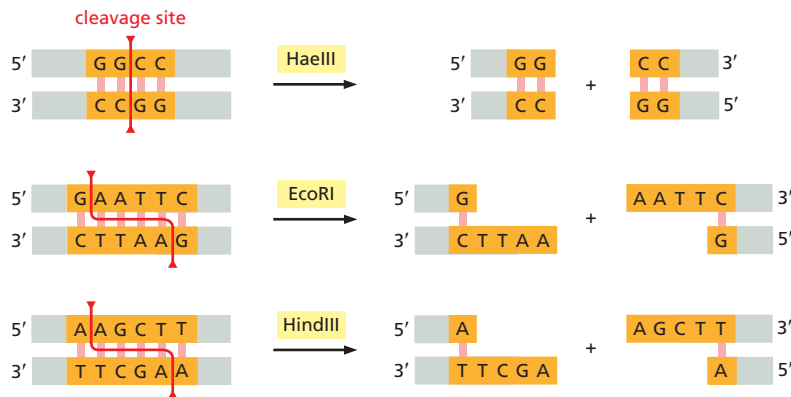 cleavage site
5′ G G C C HaeIII 5′ G G + C C 3′
3′ C C G G C C G G 5′
5′ G A A T T C EcoRI 5′ G + A A T T C 3′
3′ C T T A A G 3′ C T T A A G 5′
5′ A A G C T T HindIII 5′ A + A G C T T 3′
3′ T T C G A A 3′ T T C G A A 5′